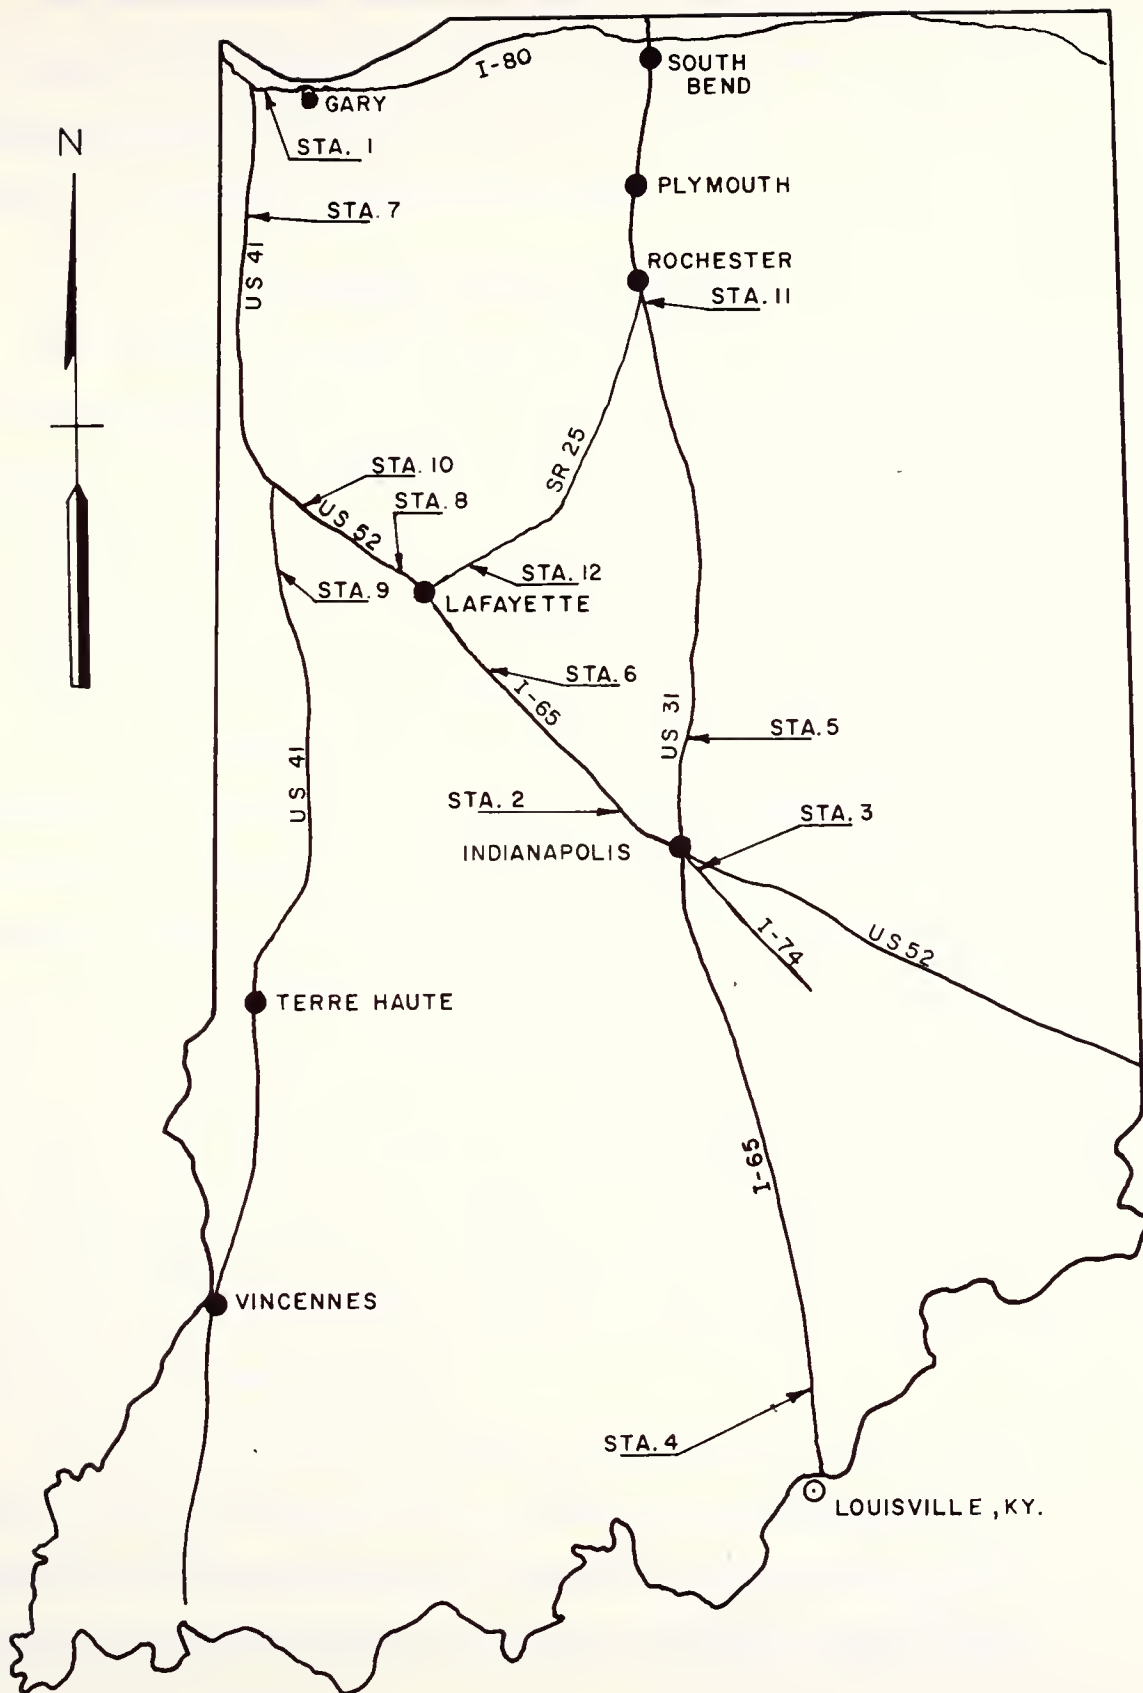 I-80
SOUTH
BEND
GARY
STA. 1
N
PLYMOUTH
STA. 7
US 41
ROCHESTER
STA. 11
SR 25
STA. 10
STA. 8
US 52
STA. 12
STA. 9
LAFAYETTE
STA. 6
I-65
US 31
STA. 5
US 41
STA. 2
STA. 3
INDIANAPOLIS
I-74
US 52
TERRE HAUTE
I-65
VINCENNES
STA. 4
LOUISVILLE, KY.